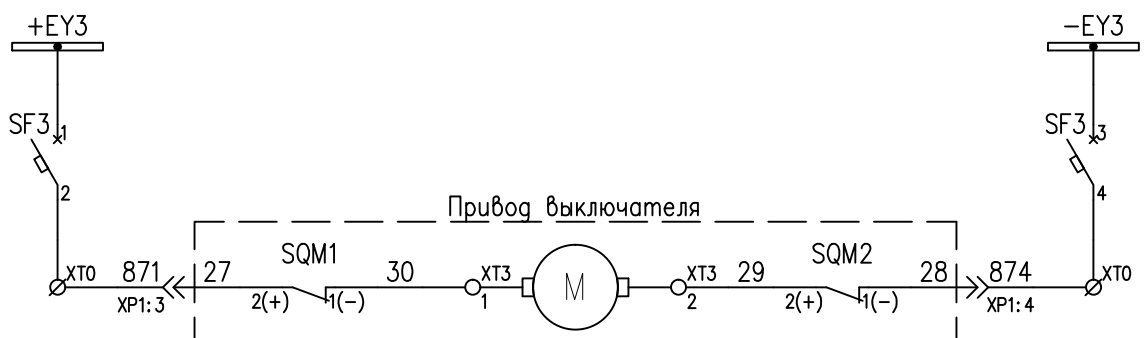 +EY3
-EY3
SF3
1
2
SF3
3
4
Привод выключателя
XT0
871
XP1:3
27
SQM1
2(+)
1(-)
30
XT3
1
M
XT3
2
29
SQM2
2(+)
1(-)
28
874
XP1:4
XT0